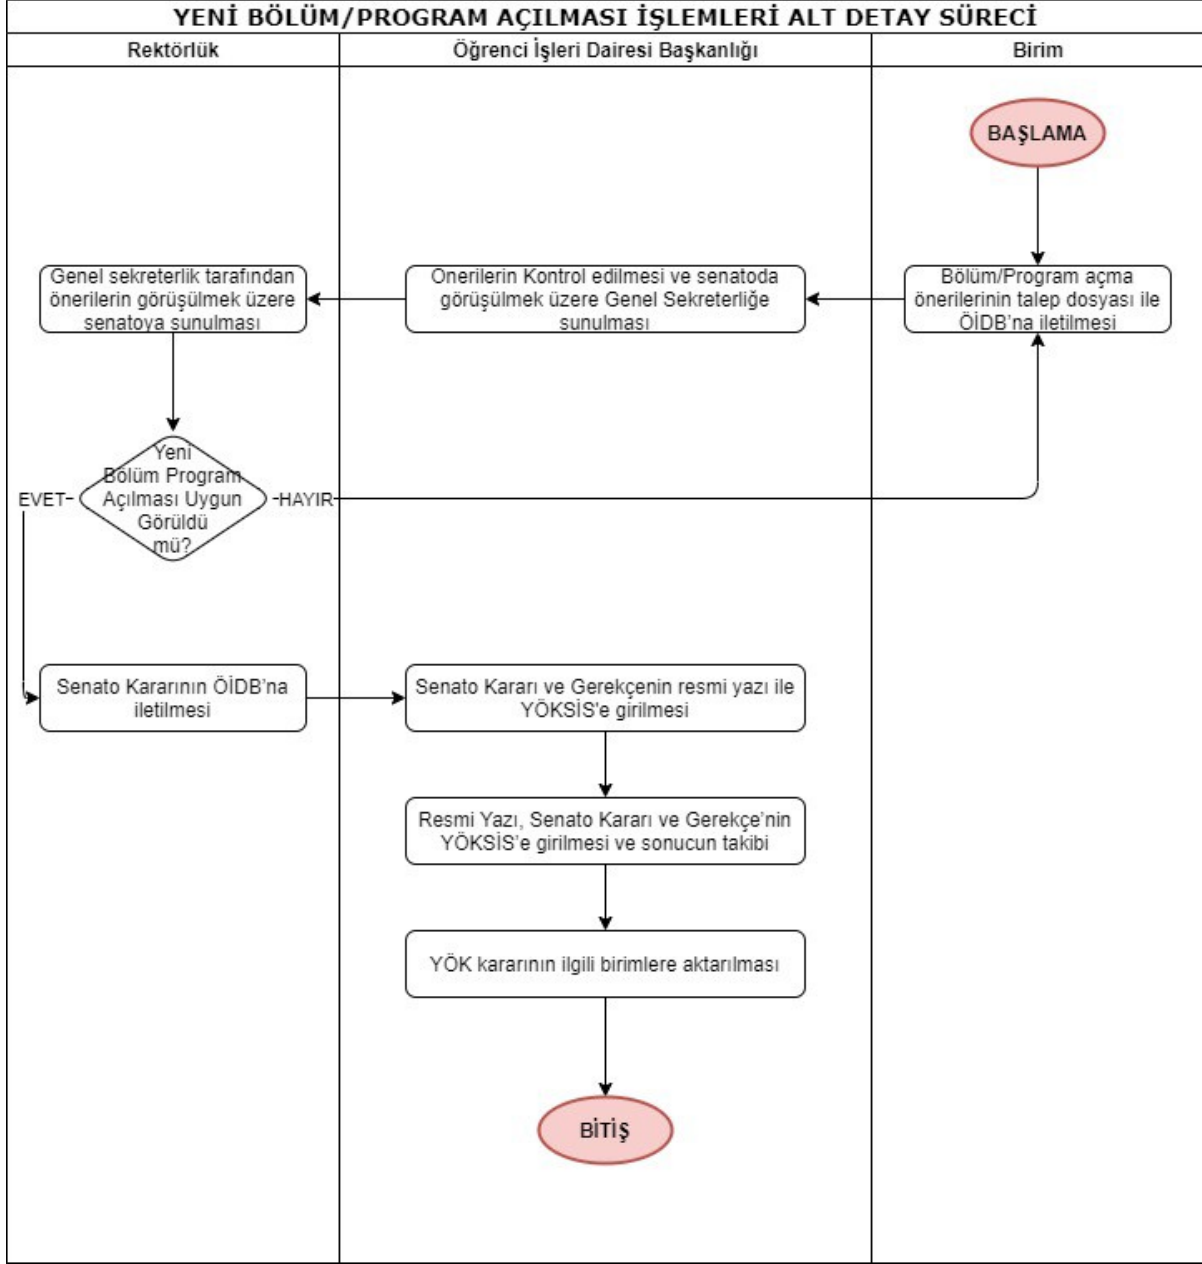 YENİ BÖLÜM/PROGRAM AÇILMASI İŞLEMLERİ ALT DETAY SÜRECİ
Rektörlük
Öğrenci İşleri Dairesi Başkanlığı
Birim
BAŞLAMA
Genel sekreterlik tarafından
önerilerin görüşülmek üzere
senatoya sunulması
Onerilerin Kontrol edilmesi ve senatoda
görüşülmek üzere Genel Sekreterliğe
sunulması
Bölüm/Program açma
önerilerinin talep dosyası ile
ÖİDB'na iletilmesi
Yeni
Bölüm Program
Açılması Uygun
Görüldü
mü?
EVET
HAYIR
Senato Kararının ÖİDB'na
iletilmesi
Senato Kararı ve Gerekçenin resmi yazı ile
YÖKSİS'e girilmesi
Resmi Yazı, Senato Kararı ve Gerekçe'nin
YÖKSİS'e girilmesi ve sonucun takibi
YÖK kararının ilgili birimlere aktarılması
BİTİŞ